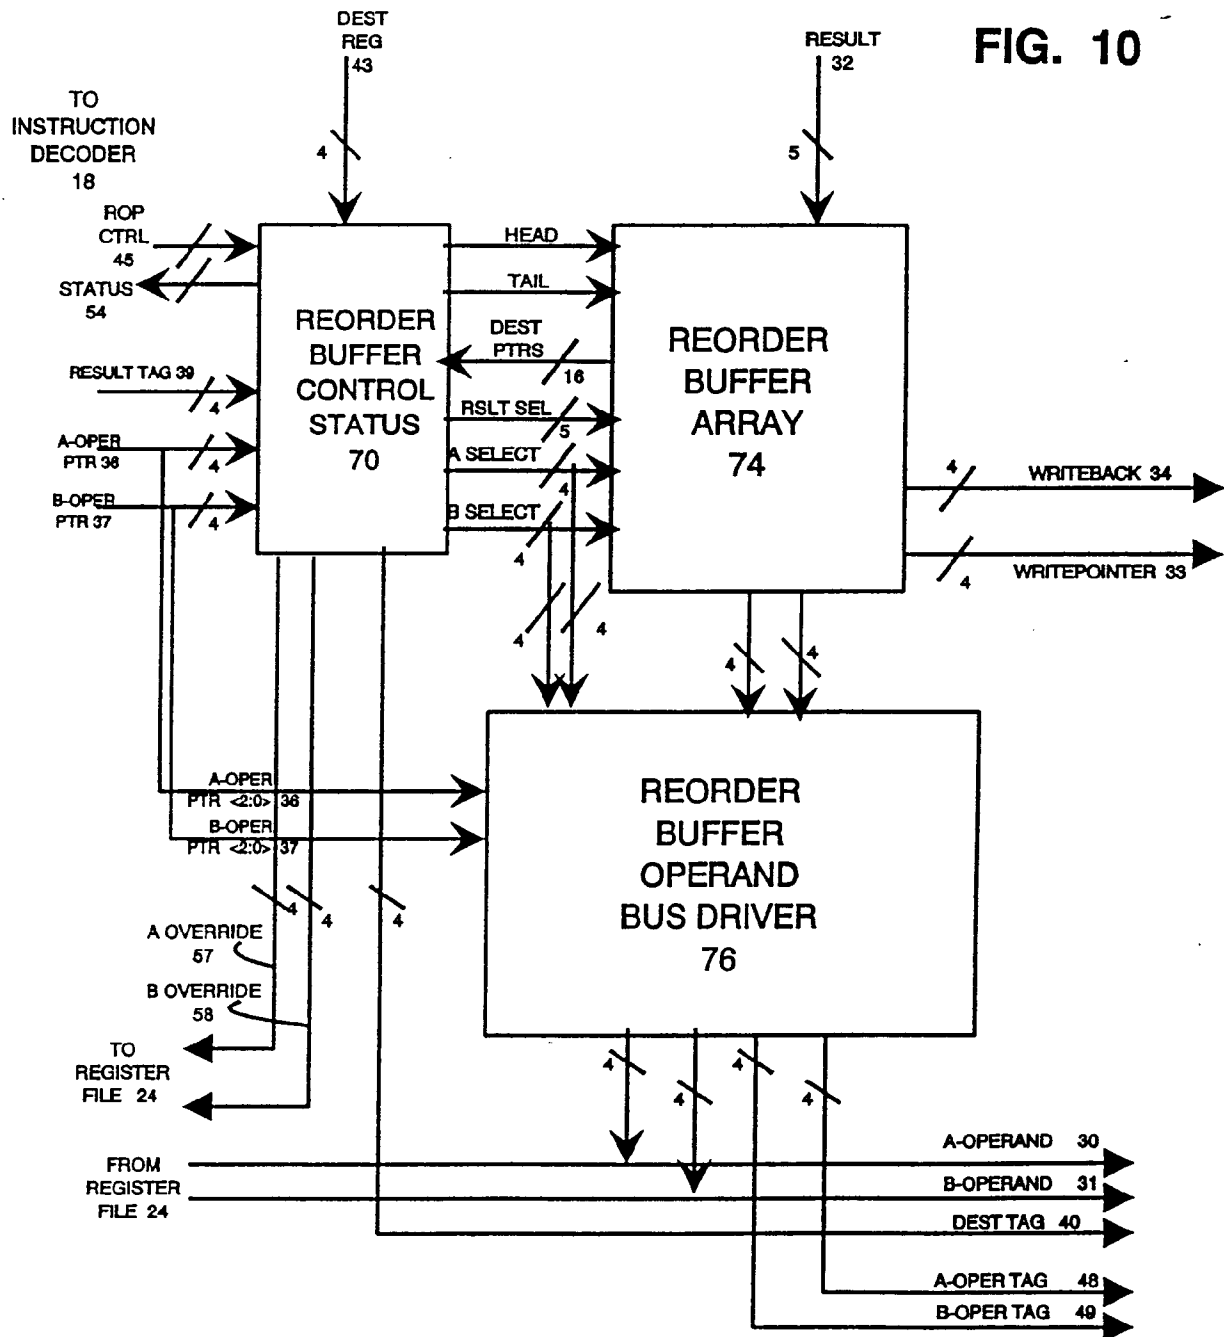 FIG. 10
DEST
REG
43
RESULT
32
TO
INSTRUCTION
DECODER
18
4
5
ROP
CTRL
45
STATUS
54
HEAD
TAIL
DEST
PTRS
16
RESULT TAG 39
4
RSLT SEL
5
A-OPER
PTR 36
4
A SELECT
4
B-OPER
PTR 37
4
B SELECT
4
REORDER
BUFFER
CONTROL
STATUS
70
REORDER
BUFFER
ARRAY
74
4
WRITEBACK 34
4
WRITEPOINTER 33
4
4
4
4
A-OPER
PTR <2:0> 36
B-OPER
PTR <2:0> 37
REORDER
BUFFER
OPERAND
BUS DRIVER
76
4
4
4
A OVERRIDE
57
B OVERRIDE
58
TO
REGISTER
FILE 24
4
4
4
4
FROM
REGISTER
FILE 24
A-OPERAND 30
B-OPERAND 31
DEST TAG 40
A-OPER TAG 48
B-OPER TAG 49